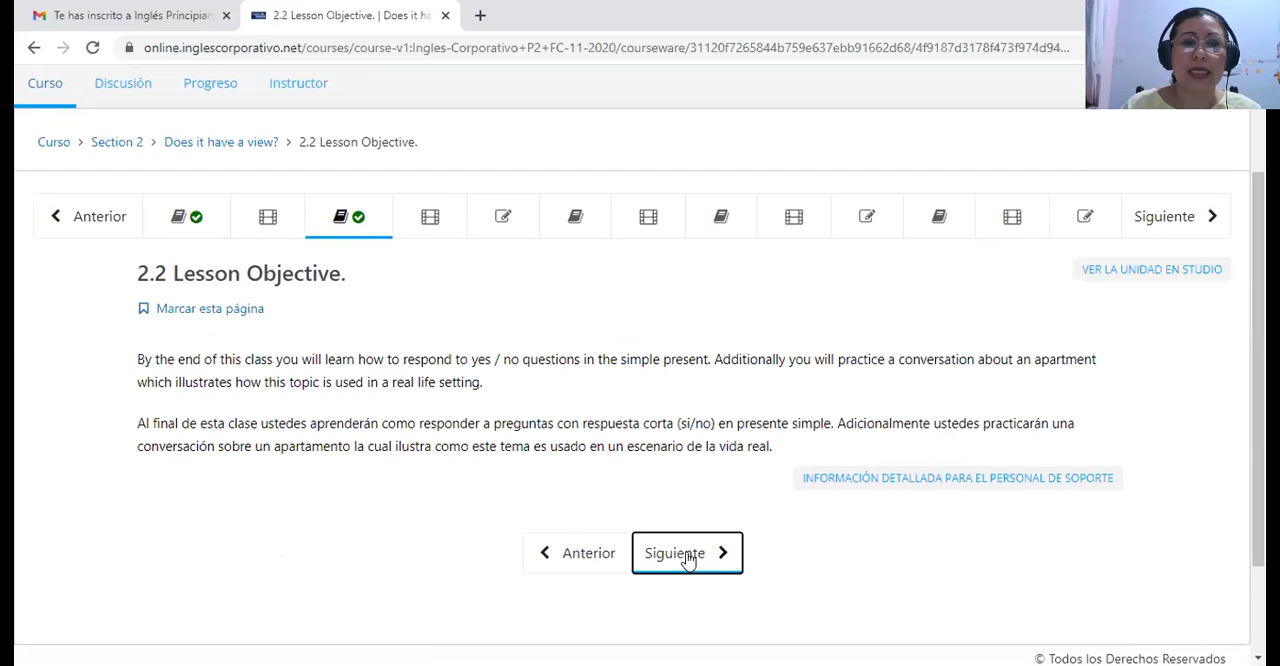 Te has inscrito a Inglés Principian
2.2 Lesson Objective. | Does it ha
online.inglescorporativo.net/courses/course-v1:Ingles-Corporativo+P2+FC-11-2020/courseware/31120f7265844b759e637ebb91662d68/4f9187d3178f473f974d94...
Curso Discusión Progreso Instructor
Curso > Section 2 > Does it have a view? > 2.2 Lesson Objective.
Anterior Siguiente
2.2 Lesson Objective.
VER LA UNIDAD EN STUDIO
Marcar esta página
By the end of this class you will learn how to respond to yes / no questions in the simple present. Additionally you will practice a conversation about an apartment
which illustrates how this topic is used in a real life setting.
Al final de esta clase ustedes aprenderán como responder a preguntas con respuesta corta (si/no) en presente simple. Adicionalmente ustedes practicarán una
conversación sobre un apartamento la cual ilustra como este tema es usado en un escenario de la vida real.
INFORMACIÓN DETALLADA PARA EL PERSONAL DE SOPORTE
Anterior Siguiente
© Todos los Derechos Reservados